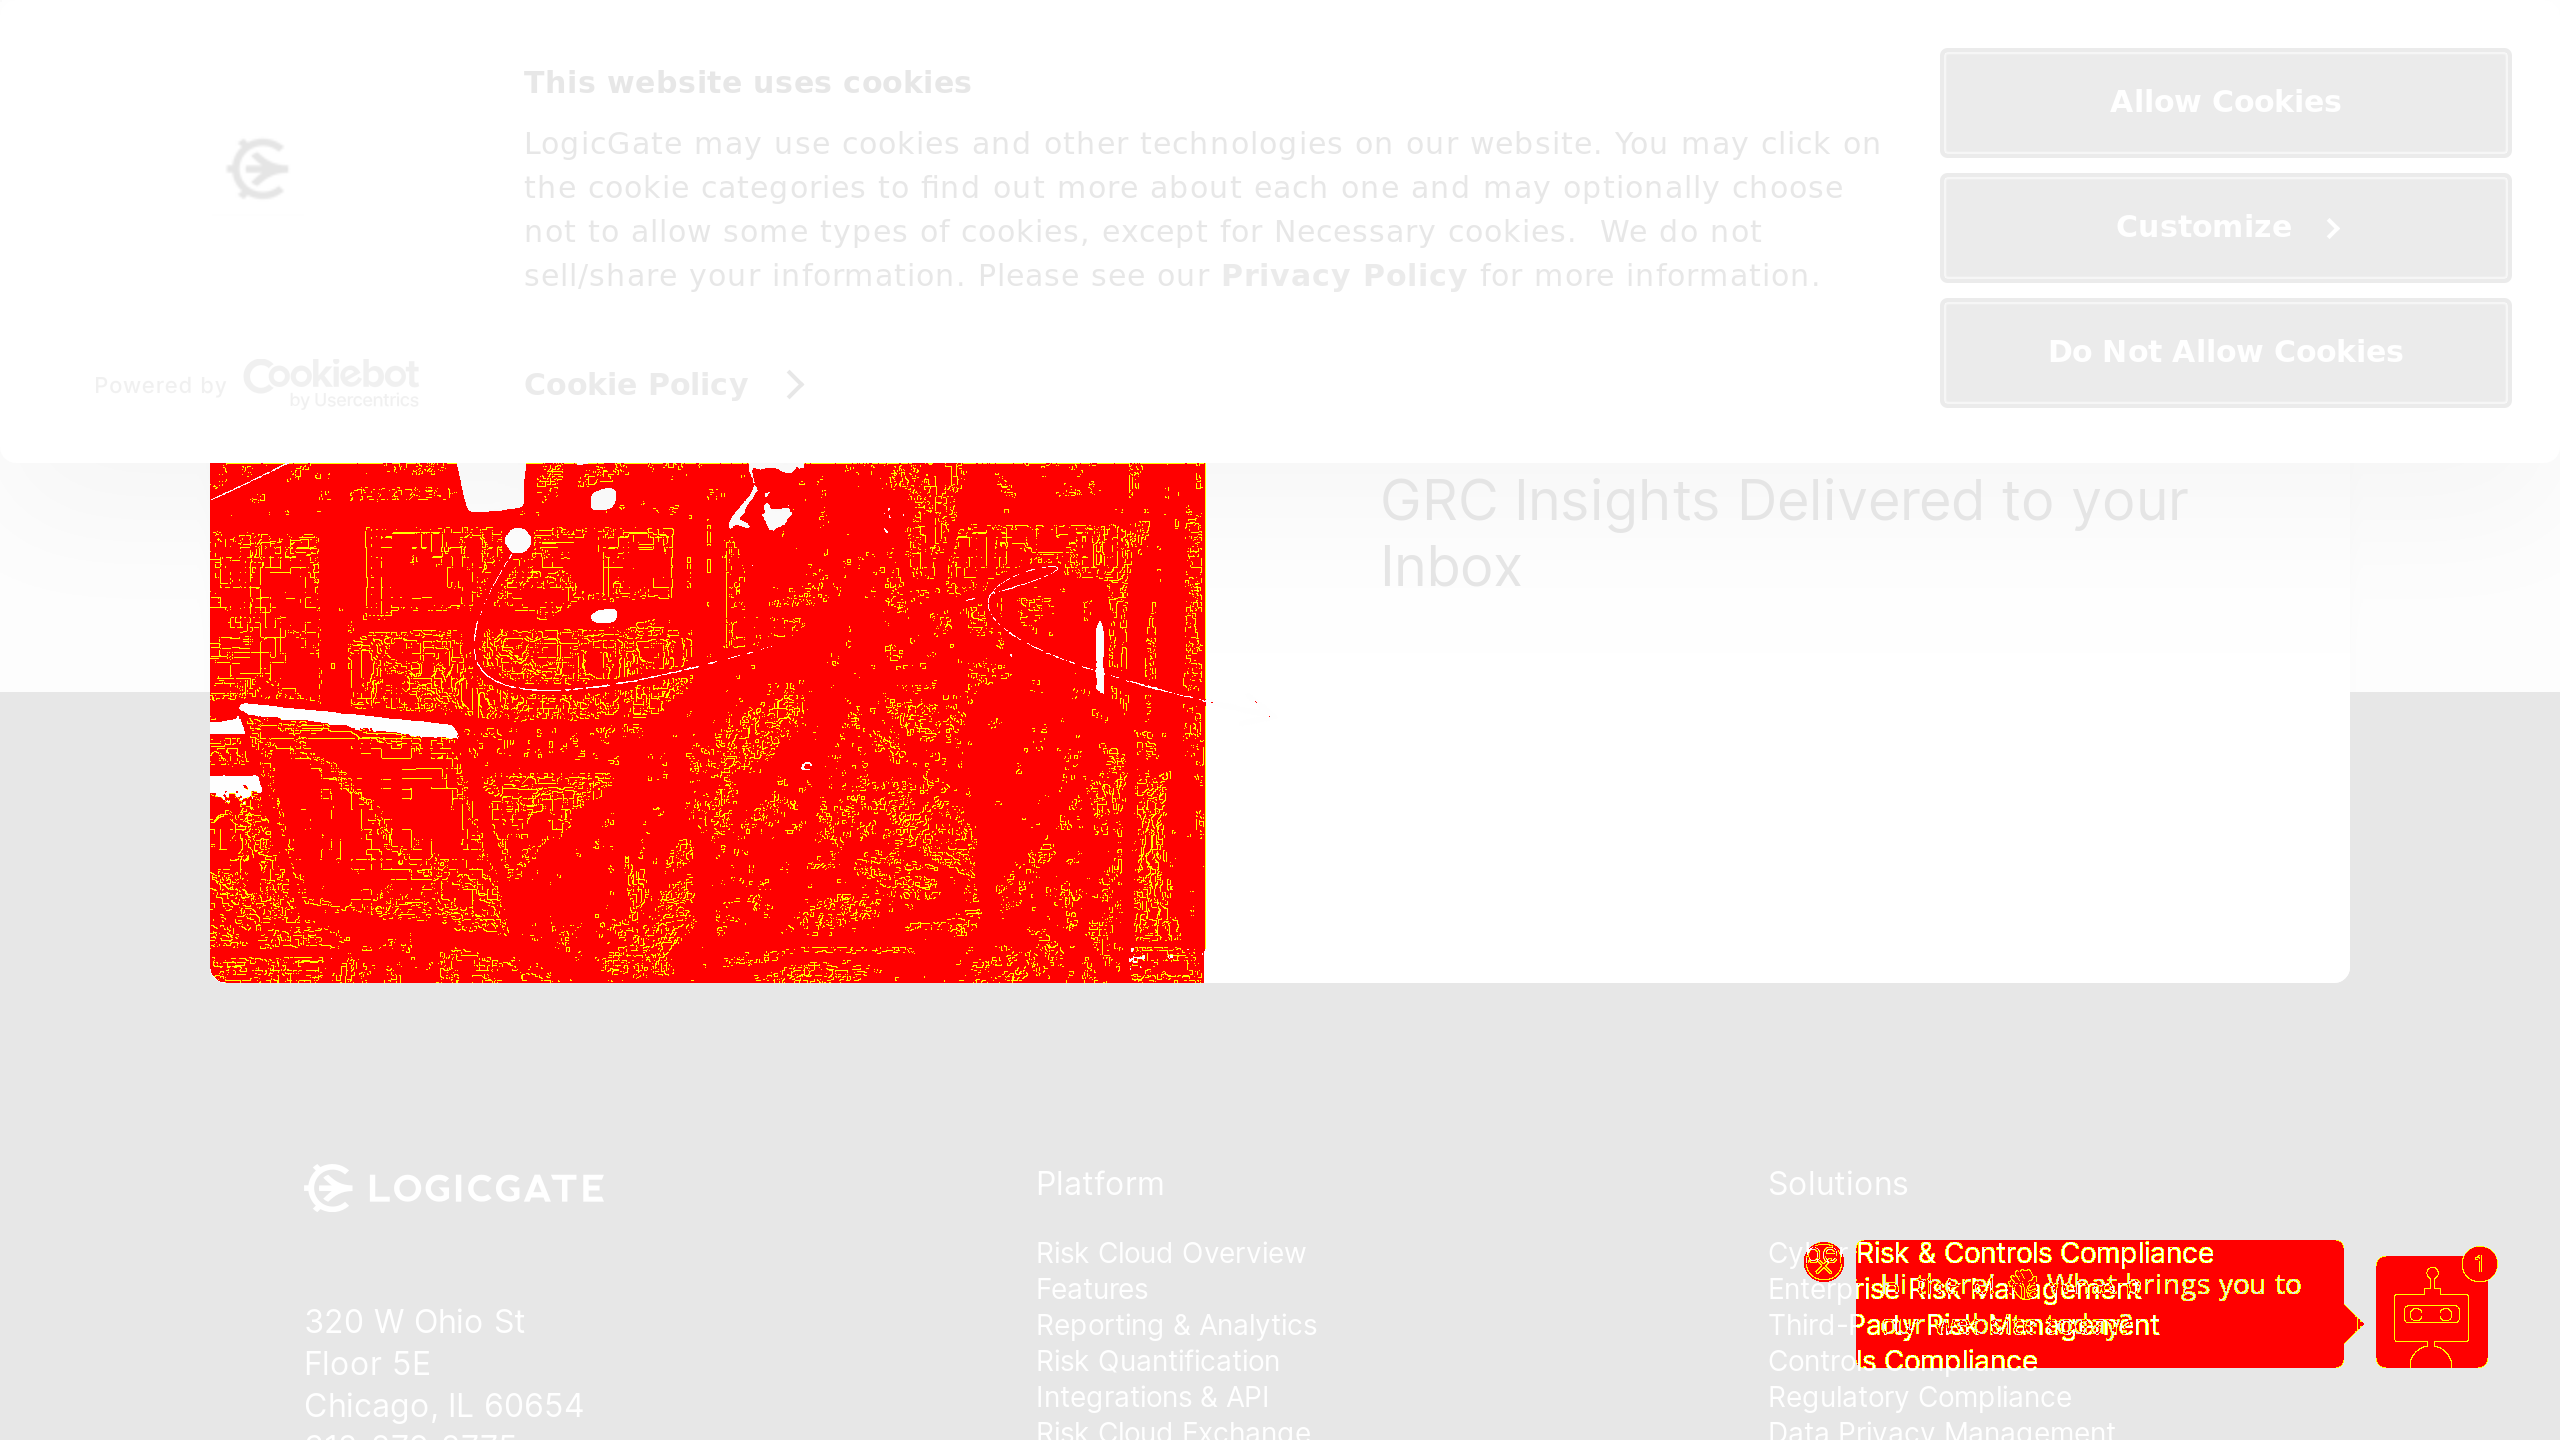 This website uses cookies
LogicGate may use cookies and other technologies on our website. You may click on
the cookie categories to find out more about each one and may optionally choose
not to allow some types of cookies, except for Necessary cookies. We do not
sell/share your information. Please see our Privacy Policy for more information.
Powered by Cookiebot
by Usercentrics
Cookie Policy
Allow Cookies
Customize
Do Not Allow Cookies
GRC Insights Delivered to your
Inbox
LOGICGATE
320 W Ohio St
Floor 5E
Chicago, IL 60654
Platform
Risk Cloud Overview
Features
Reporting & Analytics
Risk Quantification
Integrations & API
Risk Cloud Exchange
Solutions
Cyber Risk & Controls Compliance
Enterprise Risk Management
Third-Party Risk Management
Controls Compliance
Regulatory Compliance
Data Privacy Management
What brings you to
1